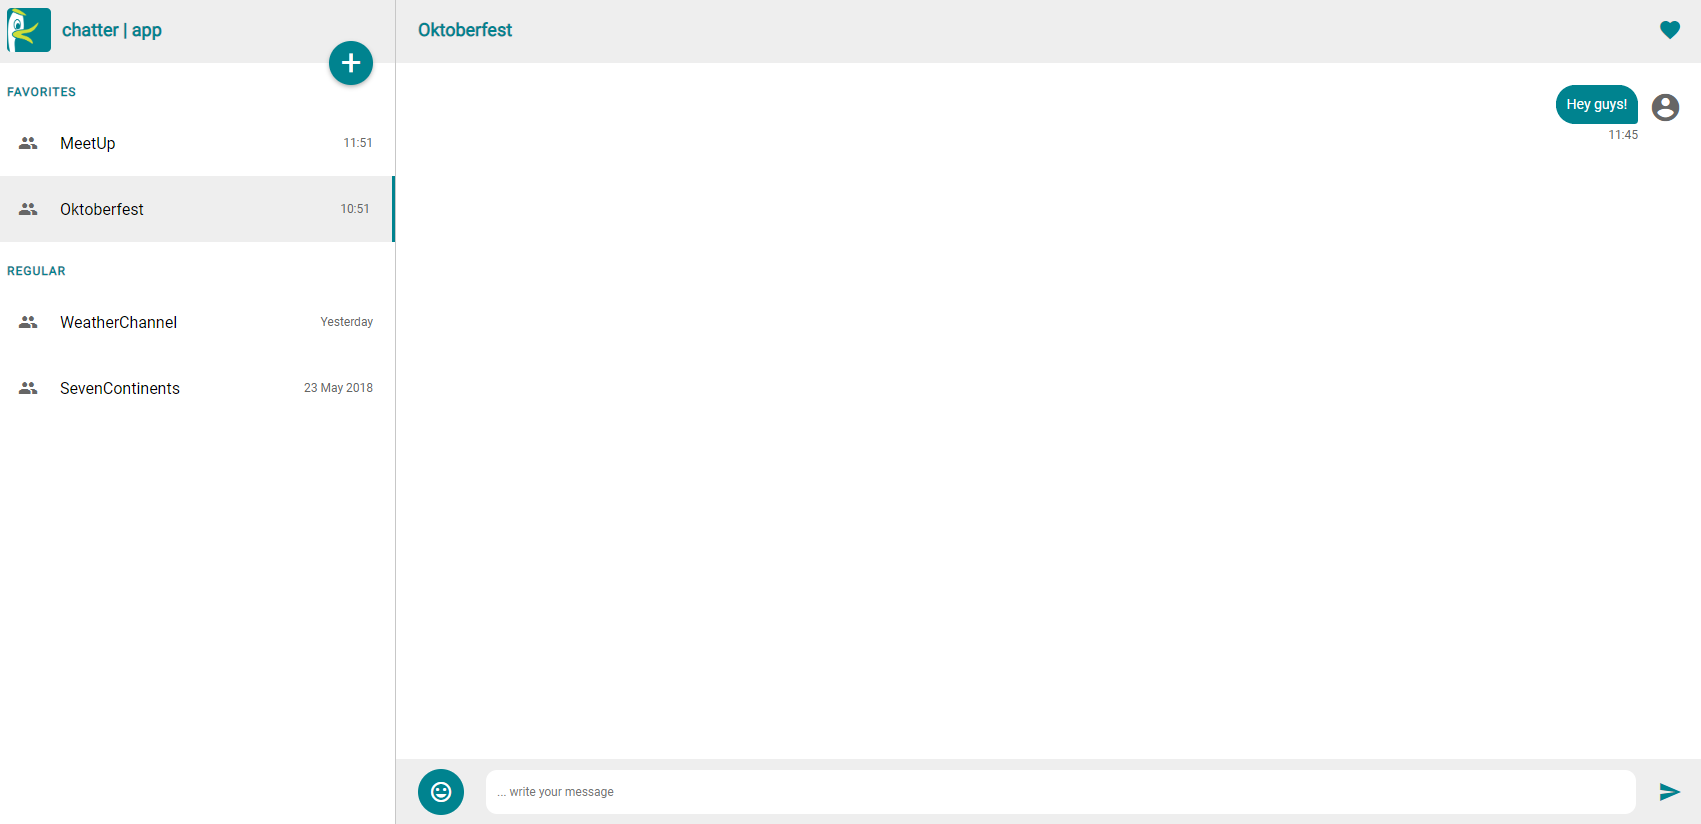 chatter | app
FAVORITES
MeetUp 11:51
Oktoberfest 10:51
REGULAR
WeatherChannel Yesterday
SevenContinents 23 May 2018
Oktoberfest
Hey guys!
11:45
... write your message